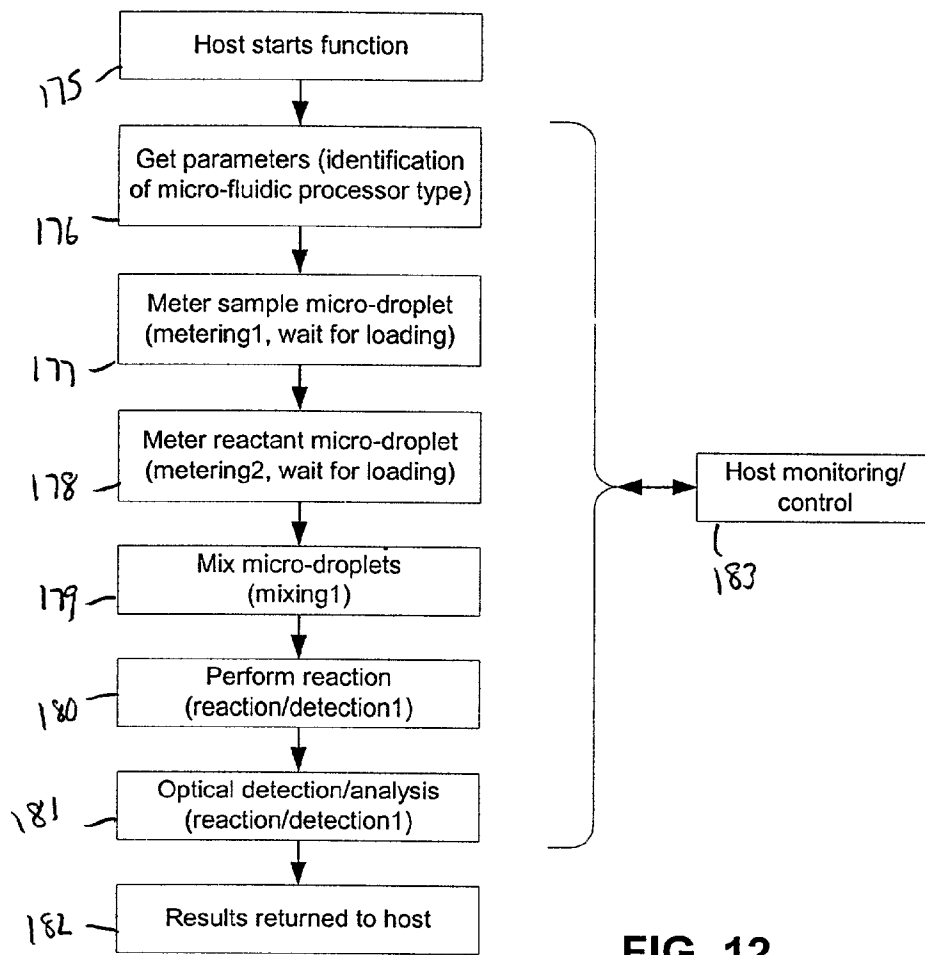 Host starts function
175
Get parameters (identification
of micro-fluidic processor type)
176
Meter sample micro-droplet
(metering1, wait for loading)
177
Meter reactant micro-droplet
(metering2, wait for loading)
178
Host monitoring/
control
183
Mix micro-droplets
(mixing1)
179
Perform reaction
(reaction/detection1)
180
Optical detection/analysis
(reaction/detection1)
181
Results returned to host
182
FIG. 12